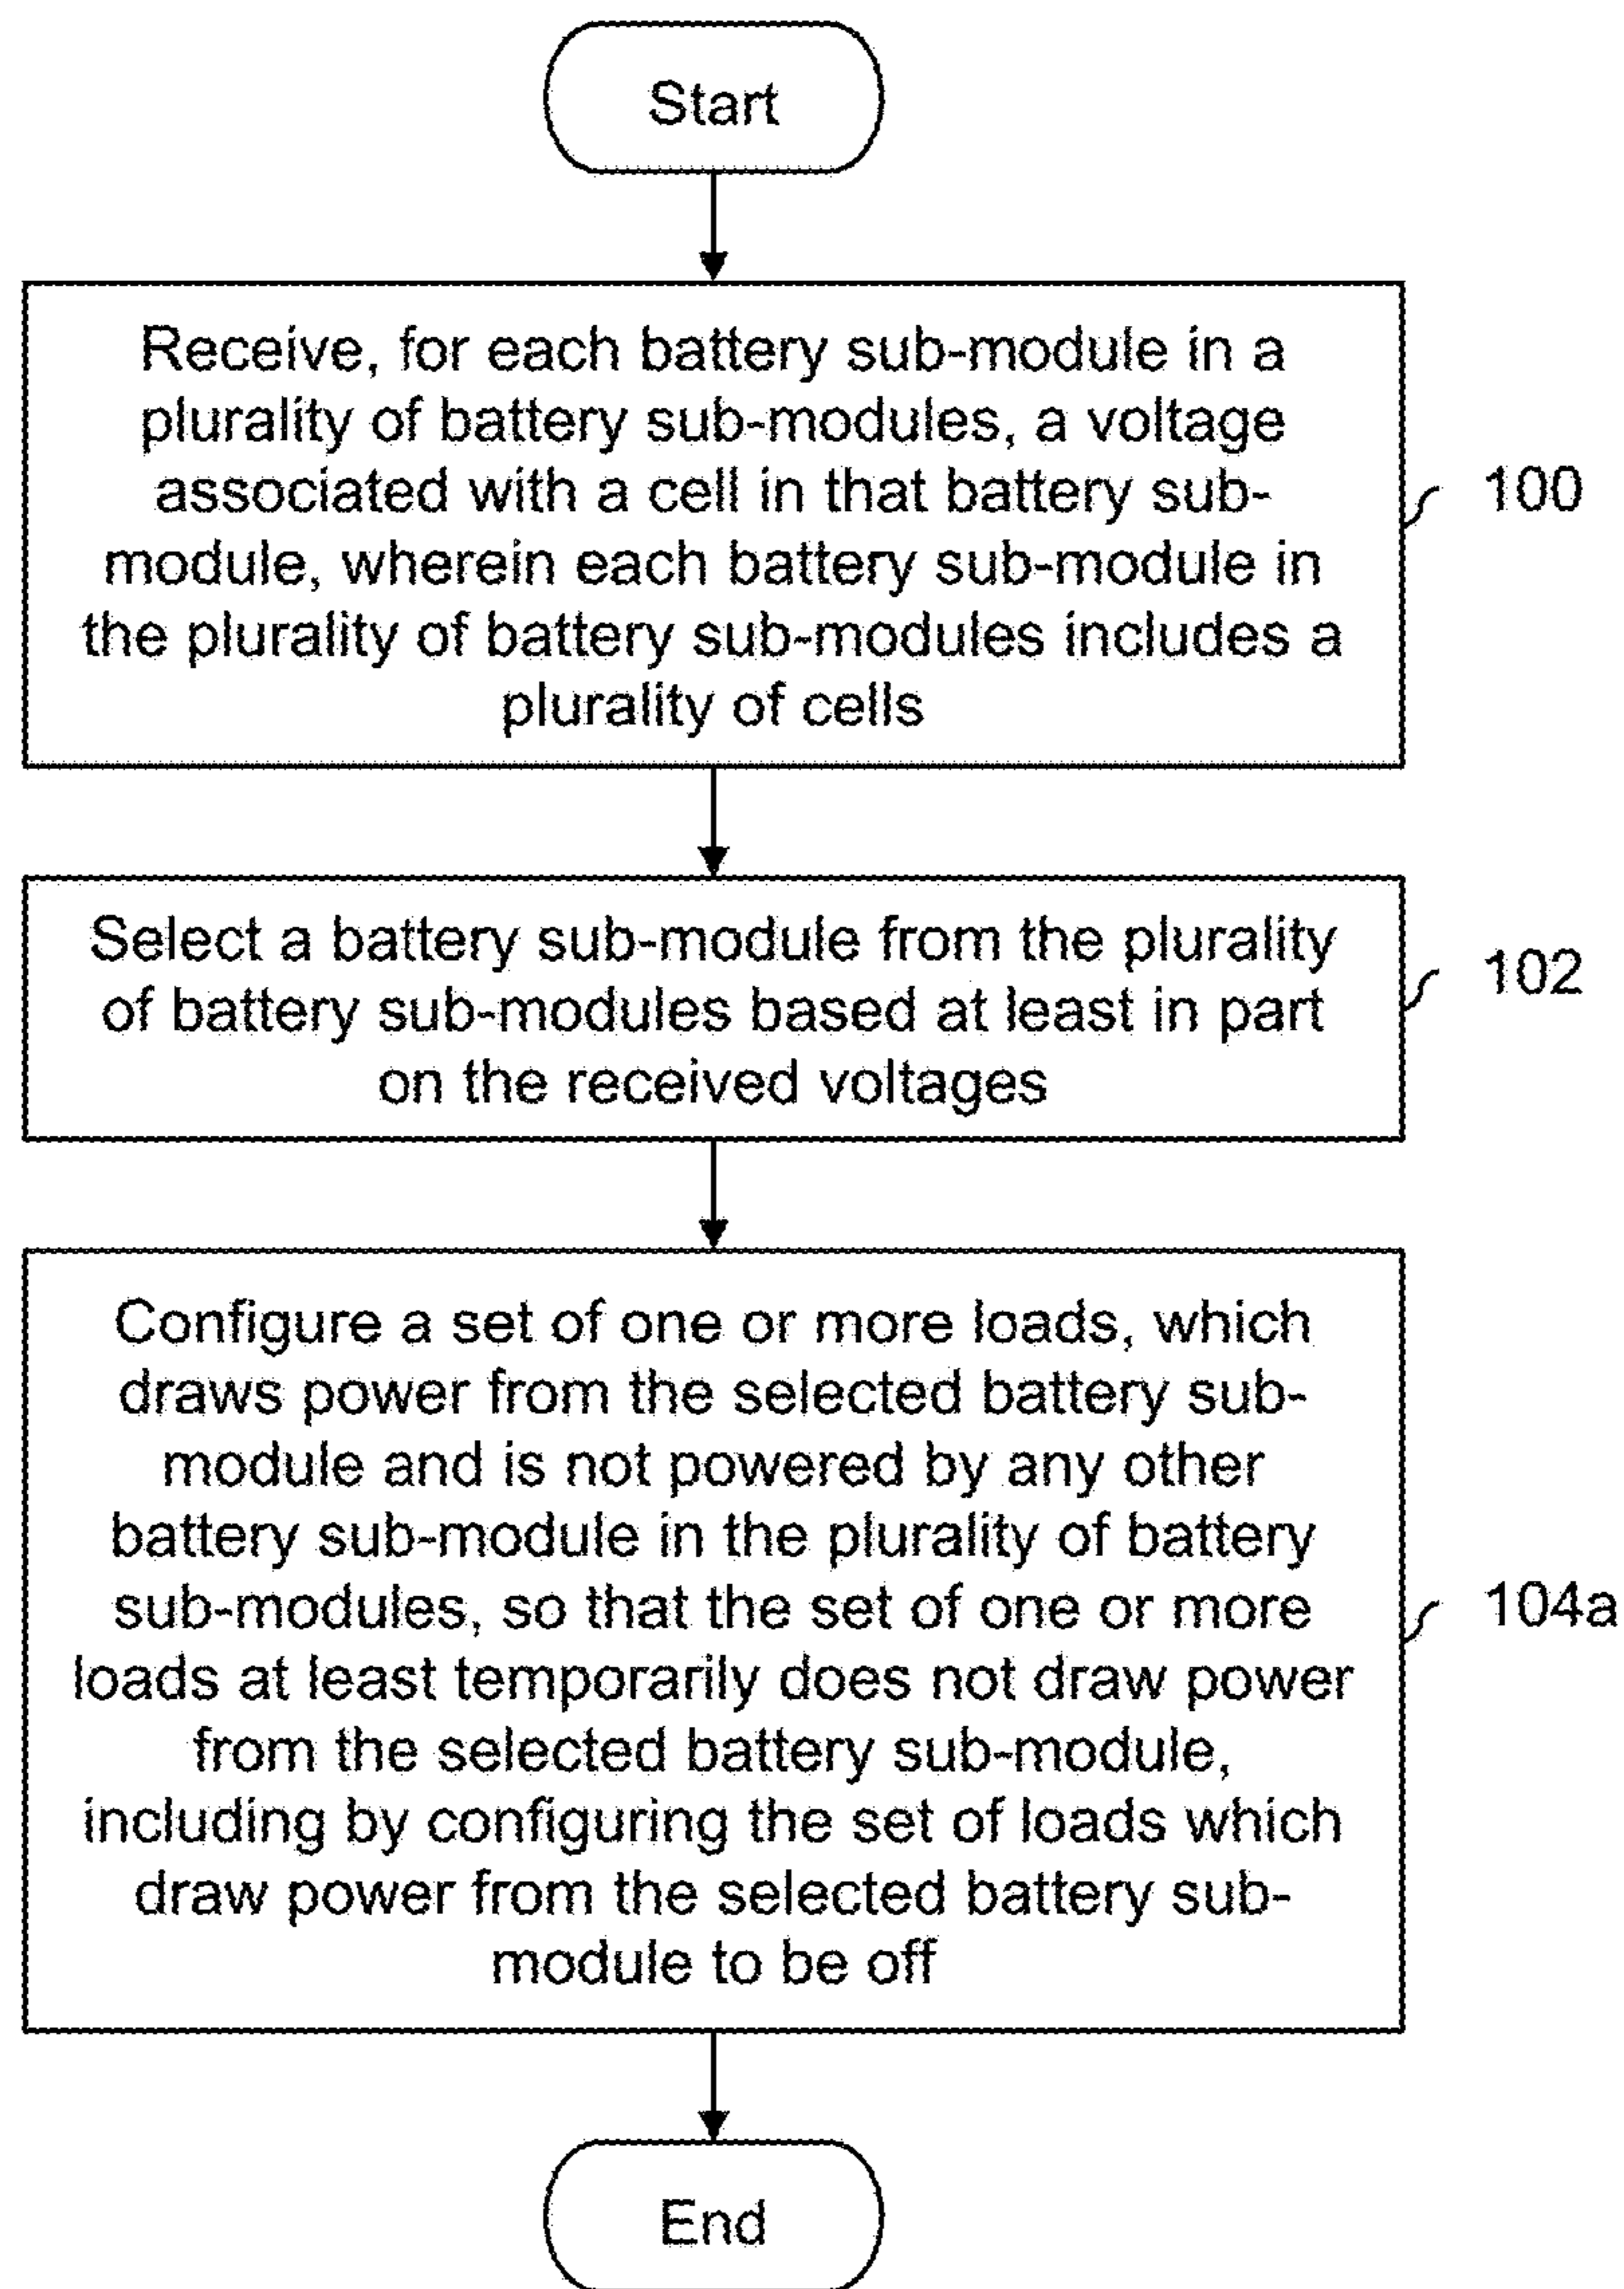 Start
Receive, for each battery sub-module in a
plurality of battery sub-modules, a voltage
associated with a cell in that battery sub-
module, wherein each battery sub-module in
the plurality of battery sub-modules includes a
plurality of cells
100
Select a battery sub-module from the plurality
of battery sub-modules based at least in part
on the received voltages
102
Configure a set of one or more loads, which
draws power from the selected battery sub-
module and is not powered by any other
battery sub-module in the plurality of battery
sub-modules, so that the set of one or more
loads at least temporarily does not draw power
from the selected battery sub-module,
including by configuring the set of loads which
draw power from the selected battery sub-
module to be off
104a
End